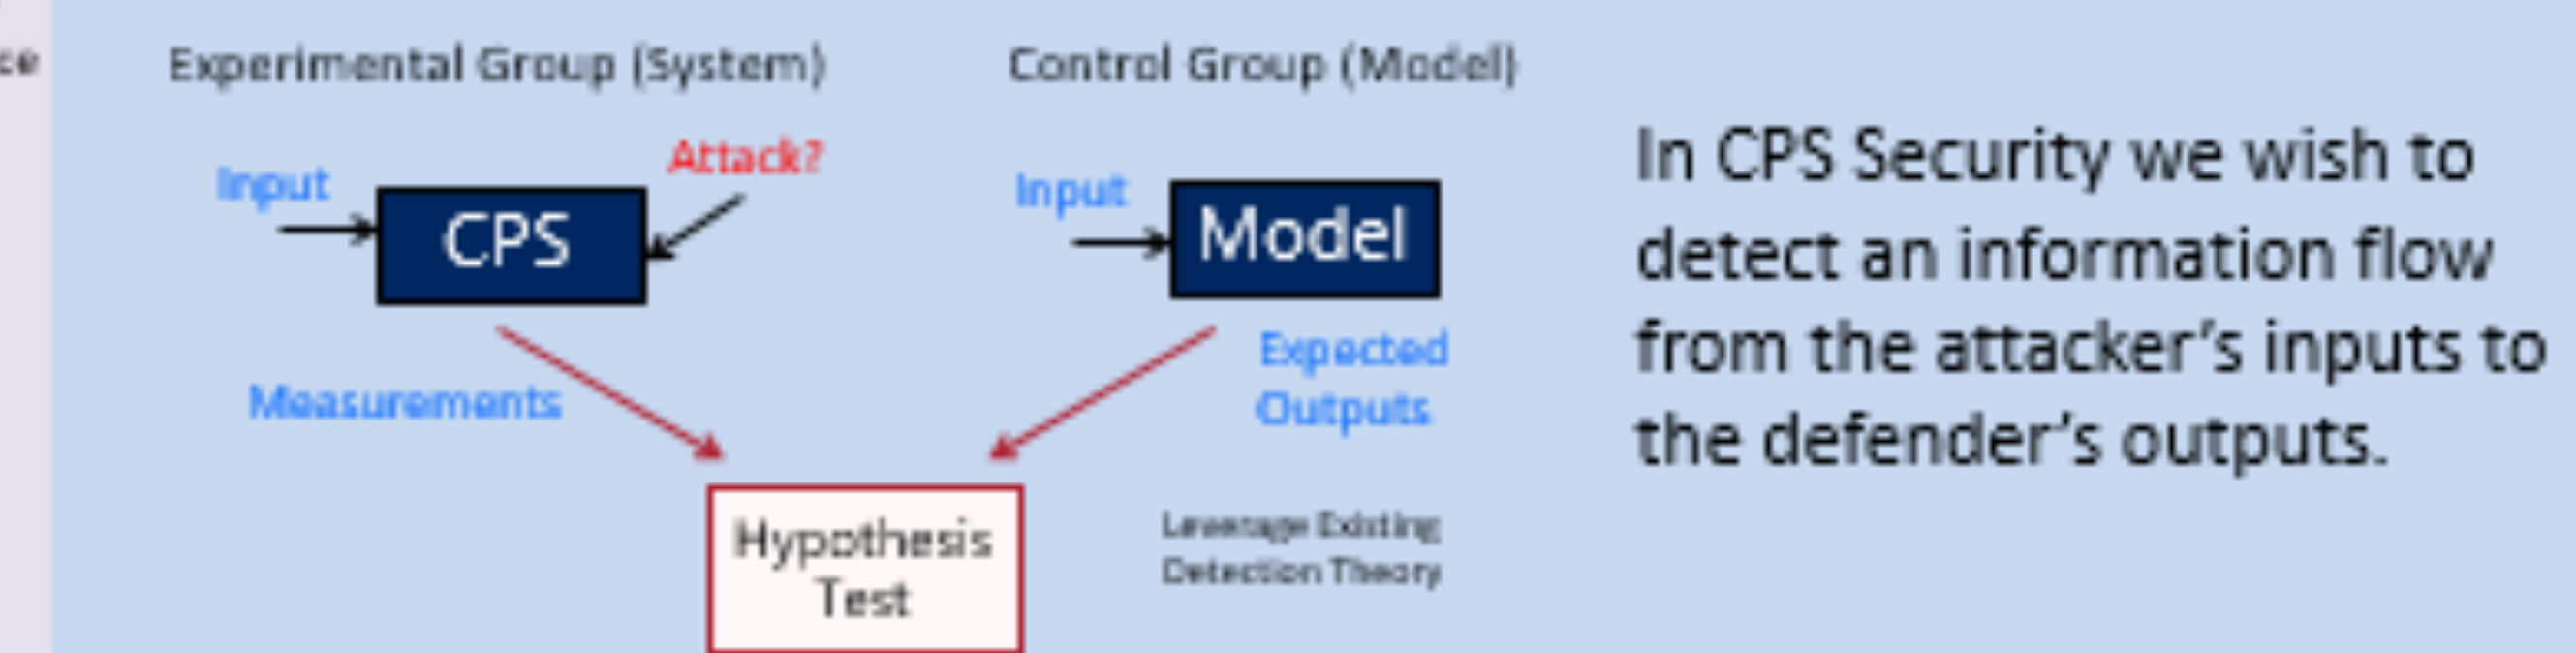 ce
Experimental Group (System)
Control Group (Model)
Input
Attack?
CPS
Input
Model
Measurements
Expected
Outputs
Hypothesis
Test
Leverage Existing
Detection Theory
In CPS Security we wish to
detect an information flow
from the attacker's inputs to
the defender's outputs.